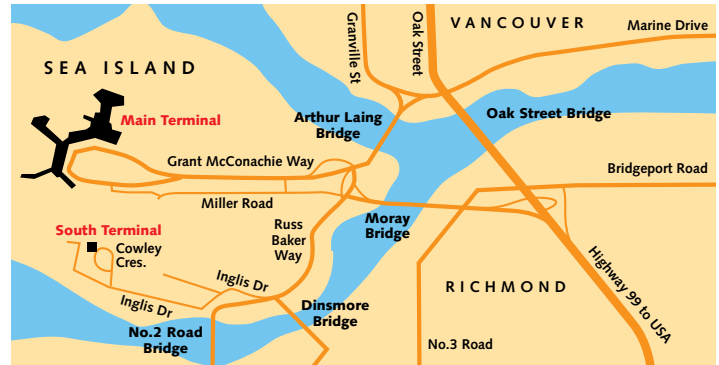 VANCOUVER
Marine Drive
Granville St
Oak Street
SEA ISLAND
Main Terminal
Arthur Laing
Bridge
Oak Street Bridge
Grant McConachie Way
Bridgeport Road
Miller Road
South Terminal
Cowley
Cres.
Russ
Baker
Way
Moray
Bridge
Highway 99 to USA
Inglis Dr
Inglis Dr
RICHMOND
Dinsmore
Bridge
No.2 Road
Bridge
No.3 Road